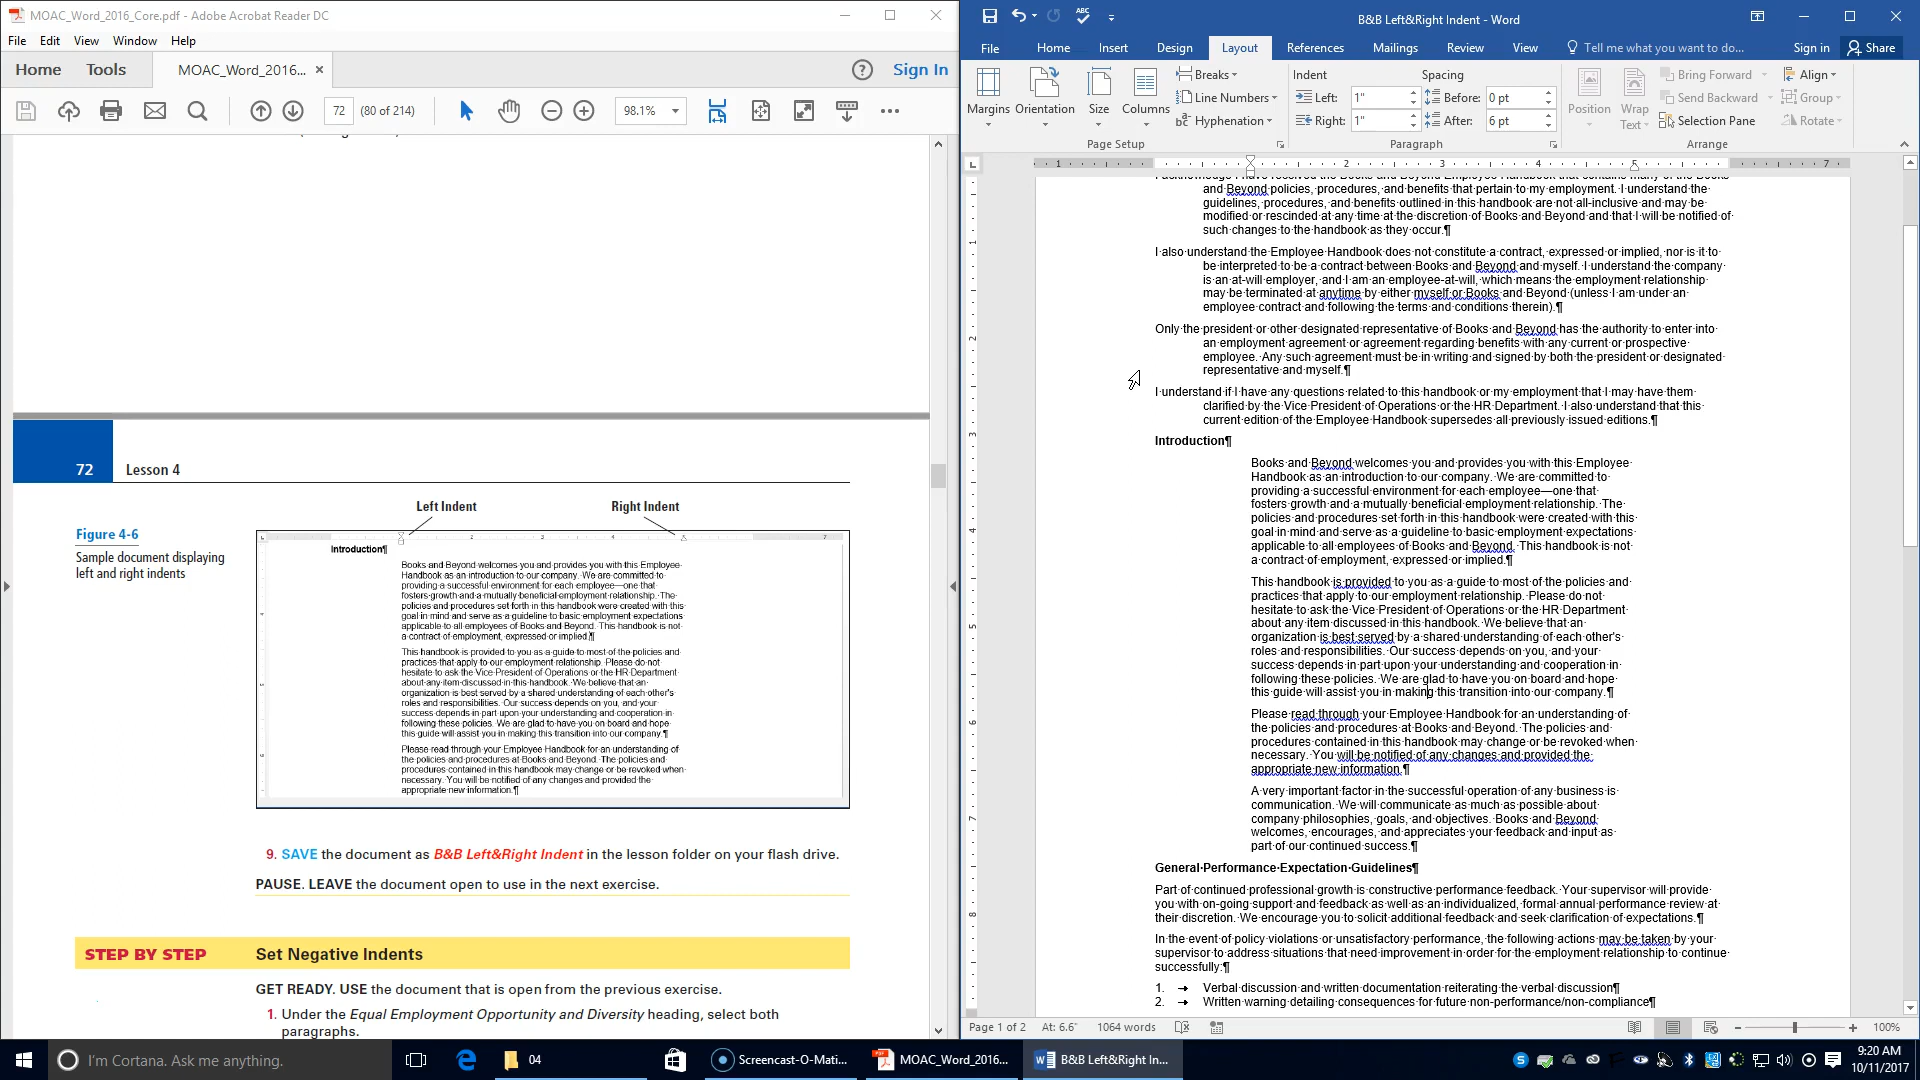 MOAC_Word_2016_Core.pdf - Adobe Acrobat Reader DC
File Edit View Window Help
Home Tools MOAC_Word_2016... × Sign In
72 (80 of 214) 98.1%
72 Lesson 4
Left Indent Right Indent
Figure 4-6
Sample document displaying
left and right indents
Introduction¶
Books and Beyond welcomes you and provides you with this Employee
Handbook as an introduction to our company. We are committed to
providing a successful environment for each employee—one that
fosters growth and a mutually beneficial employment relationship. The
policies and procedures set forth in this handbook were created with this
goal in mind and serve as a guideline to basic employment expectations
applicable to all employees of Books and Beyond. This handbook is not
a contract of employment, expressed or implied.¶
This handbook is provided to you as a guide to most of the policies and
practices that apply to our employment relationship. Please do not
hesitate to ask the Vice President of Operations or the HR Department
about any item discussed in this handbook. We believe that an
organization is best served by a shared understanding of each other's
roles and responsibilities. Our success depends on you, and your
success depends in part upon your understanding and cooperation in
following these policies. We are glad to have you on board and hope
this guide will assist you in making this transition into our company.¶
Please read through your Employee Handbook for an understanding of
the policies and procedures at Books and Beyond. The policies and
procedures contained in this handbook may change or be revoked when
necessary. You will be notified of any changes and provided the
appropriate new information.¶
9. SAVE the document as B&B Left&Right Indent in the lesson folder on your flash drive.
PAUSE. LEAVE the document open to use in the next exercise.
STEP BY STEP Set Negative Indents
GET READY. USE the document that is open from the previous exercise.
1. Under the Equal Employment Opportunity and Diversity heading, select both
paragraphs.
B&B Left&Right Indent - Word
File Home Insert Design Layout References Mailings Review View Tell me what you want to do... Sign in Share
Margins Orientation Size Columns
Breaks
Line Numbers
Hyphenation
Page Setup
Indent Spacing
Left: 1" Before: 0 pt
Right: 1" After: 6 pt
Paragraph
Position Wrap Text
Bring Forward
Send Backward
Selection Pane
Align
Group
Rotate
Arrange
I acknowledge I have received the Books and Beyond Employee Handbook that contains many of the Books
and Beyond policies, procedures, and benefits that pertain to my employment. I understand the
guidelines, procedures, and benefits outlined in this handbook are not all-inclusive and may be
modified or rescinded at any time at the discretion of Books and Beyond and that I will be notified of
such changes to the handbook as they occur.¶
I also understand the Employee Handbook does not constitute a contract, expressed or implied, nor is it to
be interpreted to be a contract between Books and Beyond and myself. I understand the company
is an at-will employer, and I am an employee-at-will, which means the employment relationship
may be terminated at anytime by either myself or Books and Beyond (unless I am under an
employee contract and following the terms and conditions therein).¶
Only the president or other designated representative of Books and Beyond has the authority to enter into
an employment agreement or agreement regarding benefits with any current or prospective
employee. Any such agreement must be in writing and signed by both the president or designated
representative and myself.¶
I understand if I have any questions related to this handbook or my employment that I may have them
clarified by the Vice President of Operations or the HR Department. I also understand that this
current edition of the Employee Handbook supersedes all previously issued editions.¶
Introduction¶
Books and Beyond welcomes you and provides you with this Employee
Handbook as an introduction to our company. We are committed to
providing a successful environment for each employee—one that
fosters growth and a mutually beneficial employment relationship. The
policies and procedures set forth in this handbook were created with this
goal in mind and serve as a guideline to basic employment expectations
applicable to all employees of Books and Beyond. This handbook is not
a contract of employment, expressed or implied.¶
This handbook is provided to you as a guide to most of the policies and
practices that apply to our employment relationship. Please do not
hesitate to ask the Vice President of Operations or the HR Department
about any item discussed in this handbook. We believe that an
organization is best served by a shared understanding of each other's
roles and responsibilities. Our success depends on you, and your
success depends in part upon your understanding and cooperation in
following these policies. We are glad to have you on board and hope
this guide will assist you in making this transition into our company.¶
Please read through your Employee Handbook for an understanding of
the policies and procedures at Books and Beyond. The policies and
procedures contained in this handbook may change or be revoked when
necessary. You will be notified of any changes and provided the
appropriate new information.¶
A very important factor in the successful operation of any business is
communication. We will communicate as much as possible about
company philosophies, goals, and objectives. Books and Beyond
welcomes, encourages, and appreciates your feedback and input as
part of our continued success.¶
General Performance Expectation Guidelines¶
Part of continued professional growth is constructive performance feedback. Your supervisor will provide
you with on-going support and feedback as well as an individualized, formal annual performance review at
their discretion. We encourage you to solicit additional feedback and seek clarification of expectations.¶
In the event of policy violations or unsatisfactory performance, the following actions may be taken by your
supervisor to address situations that need improvement in order for the employment relationship to continue
successfully:¶
1. → Verbal discussion and written documentation reiterating the verbal discussion¶
2. → Written warning detailing consequences for future non-performance/non-compliance¶
Page 1 of 2 At: 6.6" 1064 words 100%
I'm Cortana. Ask me anything. 04 Screencast-O-Mati... MOAC_Word_2016... B&B Left&Right In...
9:20 AM
10/11/2017